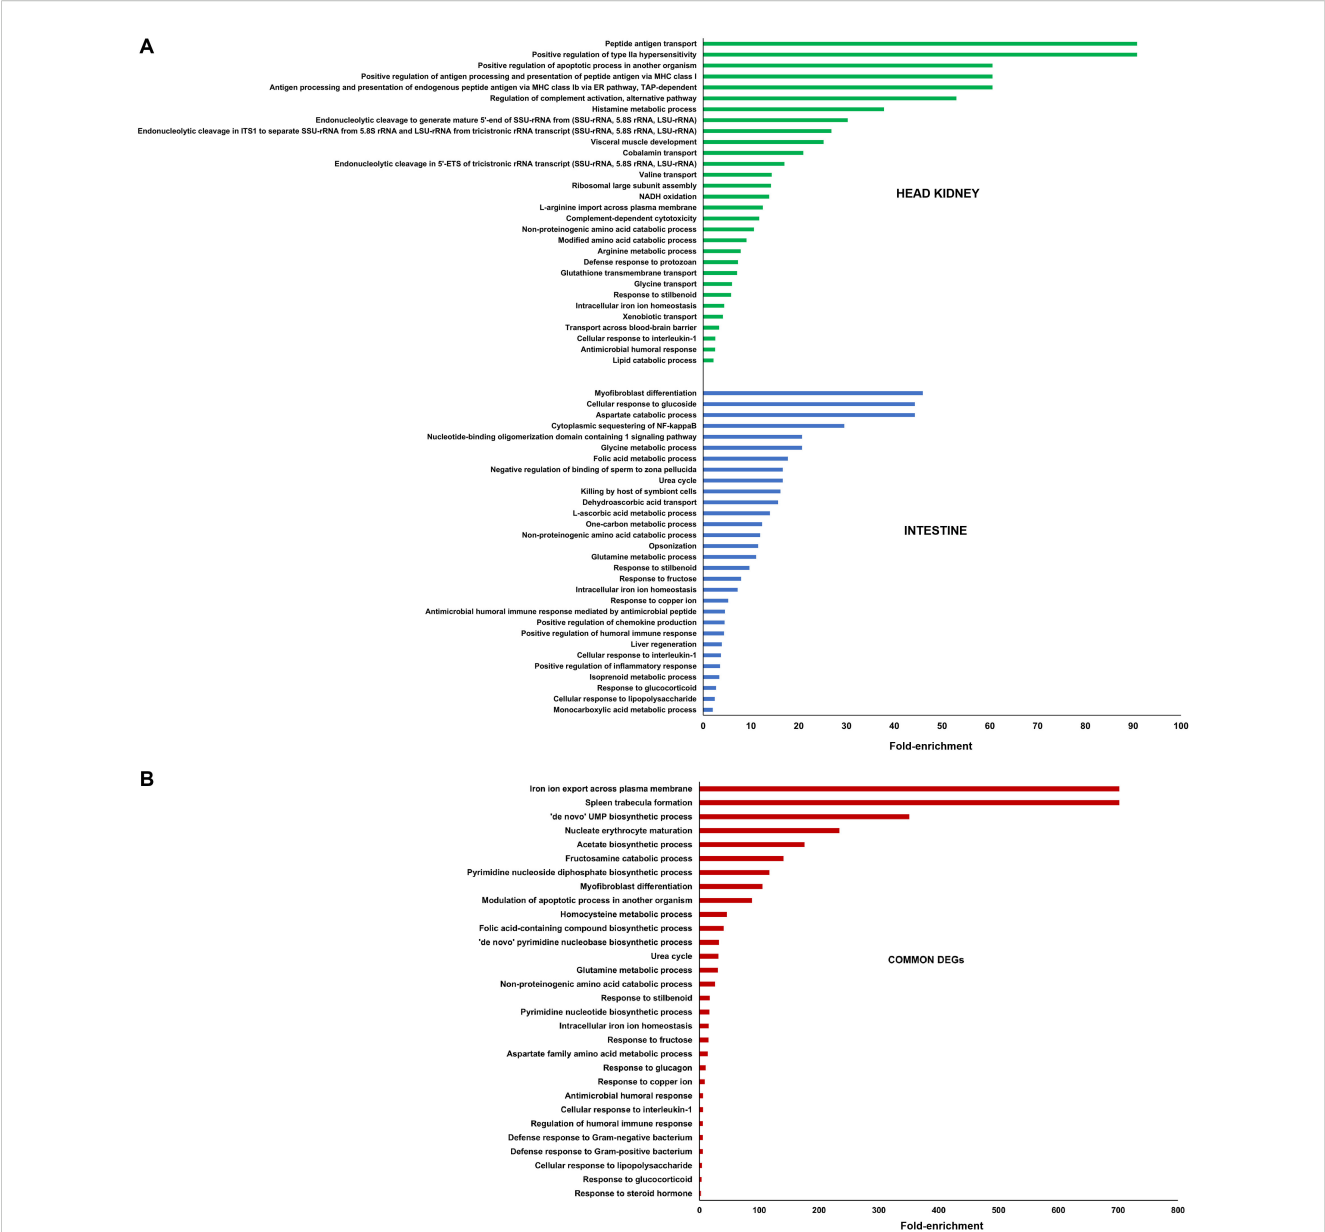 A
Peptide antigen transport
Positive regulation of type IIa hypersensitivity
Positive regulation of apoptotic process in another organism
Positive regulation of antigen processing and presentation of peptide antigen via MHC class I
Antigen processing and presentation of endogenous peptide antigen via MHC class Ib via ER pathway, TAP-dependent
Regulation of complement activation, alternative pathway
Histamine metabolic process
Endonucleolytic cleavage to generate mature 5'-end of SSU-rRNA from (SSU-rRNA, 5.8S rRNA, LSU-rRNA)
Endonucleolytic cleavage in ITS1 to separate SSU-rRNA from 5.8S rRNA and LSU-rRNA from tricistronic rRNA transcript (SSU-rRNA, 5.8S rRNA, LSU-rRNA)
Visceral muscle development
Cobalamin transport
Endonucleolytic cleavage in 5'-ETS of tricistronic rRNA transcript (SSU-rRNA, 5.8S rRNA, LSU-rRNA)
Valine transport
Ribosomal large subunit assembly
NADH oxidation
L-arginine import across plasma membrane
Complement-dependent cytotoxicity
Non-proteinogenic amino acid catabolic process
Modified amino acid catabolic process
Arginine metabolic process
Defense response to protozoan
Glutathione transmembrane transport
Glycine transport
Response to stilbenoid
Intracellular iron ion homeostasis
Xenobiotic transport
Transport across blood-brain barrier
Cellular response to interleukin-1
Antimicrobial humoral response
Lipid catabolic process
HEAD KIDNEY
Myofibroblast differentiation
Cellular response to glucoside
Aspartate catabolic process
Cytoplasmic sequestering of NF-kappaB
Nucleotide-binding oligomerization domain containing 1 signaling pathway
Glycine metabolic process
Folic acid metabolic process
Negative regulation of binding of sperm to zona pellucida
Urea cycle
Killing by host of symbiont cells
Dehydroascorbic acid transport
L-ascorbic acid metabolic process
One-carbon metabolic process
Non-proteinogenic amino acid catabolic process
Opsonization
Glutamine metabolic process
Response to stilbenoid
Response to fructose
Intracellular iron ion homeostasis
Response to copper ion
Antimicrobial humoral immune response mediated by antimicrobial peptide
Positive regulation of chemokine production
Positive regulation of humoral immune response
Liver regeneration
Cellular response to interleukin-1
Positive regulation of inflammatory response
Isoprenoid metabolic process
Response to glucocorticoid
Cellular response to lipopolysaccharide
Monocarboxylic acid metabolic process
INTESTINE
0 10 20 30 40 50 60 70 80 90 100
Fold-enrichment
B
Iron ion export across plasma membrane
Spleen trabecula formation
'de novo' UMP biosynthetic process
Nucleate erythrocyte maturation
Acetate biosynthetic process
Fructosamine catabolic process
Pyrimidine nucleoside diphosphate biosynthetic process
Myofibroblast differentiation
Modulation of apoptotic process in another organism
Homocysteine metabolic process
Folic acid-containing compound biosynthetic process
'de novo' pyrimidine nucleobase biosynthetic process
Urea cycle
Glutamine metabolic process
Non-proteinogenic amino acid catabolic process
Response to stilbenoid
Pyrimidine nucleotide biosynthetic process
Intracellular iron ion homeostasis
Response to fructose
Aspartate family amino acid metabolic process
Response to glucagon
Response to copper ion
Antimicrobial humoral response
Cellular response to interleukin-1
Regulation of humoral immune response
Defense response to Gram-negative bacterium
Defense response to Gram-positive bacterium
Cellular response to lipopolysaccharide
Response to glucocorticoid
Response to steroid hormone
COMMON DEGs
0 100 200 300 400 500 600 700 800
Fold-enrichment